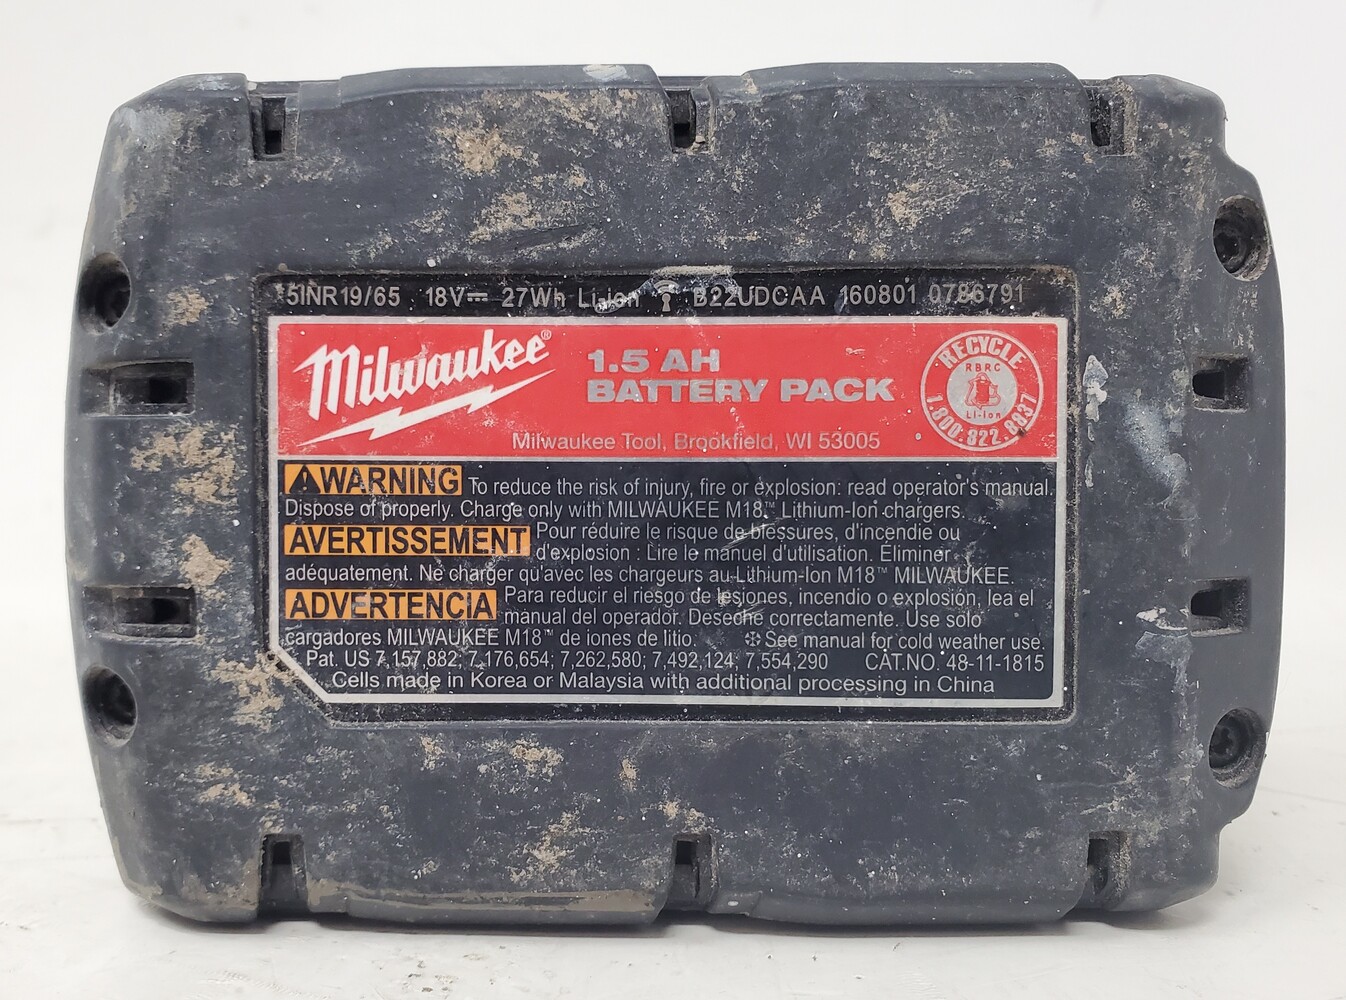 5INR19/65 18V⎓ 27Wh Li-ion B22UDCAA 160801 0786791
Milwaukee®
1.5 AH
BATTERY PACK
Milwaukee Tool, Brookfield, WI 53005
RECYCLE
RBRC
Li-Ion
1.800.822.8837
⚠WARNING To reduce the risk of injury, fire or explosion: read operator's manual.
Dispose of properly. Charge only with MILWAUKEE M18™ Lithium-Ion chargers.
AVERTISSEMENT Pour réduire le risque de blessures, d'incendie ou
d'explosion : Lire le manuel d'utilisation. Éliminer
adéquatement. Ne charger qu'avec les chargeurs au Lithium-Ion M18™ MILWAUKEE.
ADVERTENCIA Para reducir el riesgo de lesiones, incendio o explosión, lea el
manual del operador. Deseche correctamente. Use solo
cargadores MILWAUKEE M18™ de iones de litio. ❄See manual for cold weather use.
Pat. US 7,157,882; 7,176,654; 7,262,580; 7,492,124; 7,554,290 CAT.NO. 48-11-1815
Cells made in Korea or Malaysia with additional processing in China